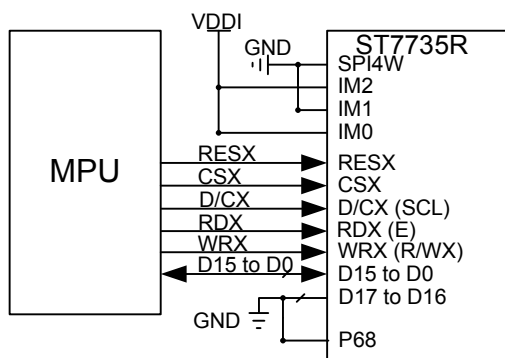 VDDI
GND
ST7735R
SPI4W
IM2
IM1
IM0
MPU
RESX
RESX
CSX
CSX
D/CX
D/CX (SCL)
RDX
RDX (E)
WRX
WRX (R/WX)
D15 to D0
D15 to D0
D17 to D16
GND
P68